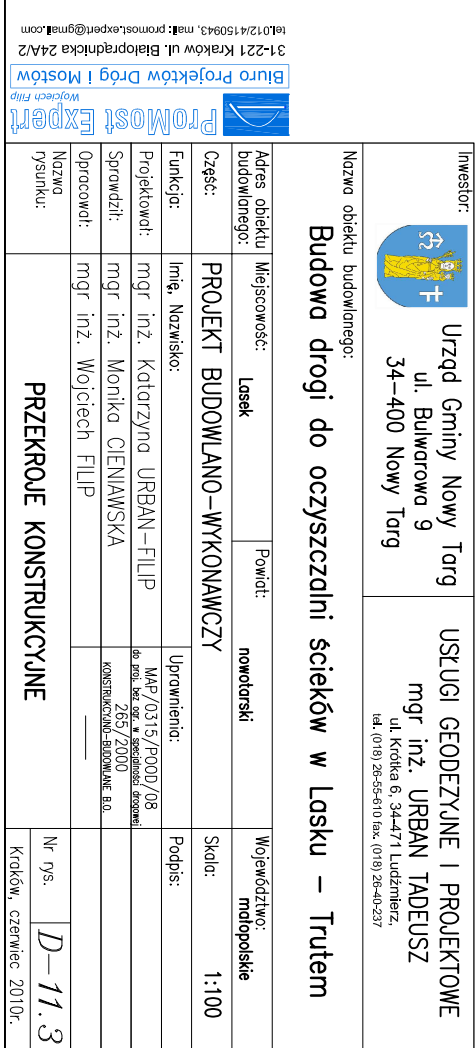 Inwestor:
Urząd Gminy Nowy Targ
ul. Bulwarowa 9
34-400 Nowy Targ
USŁUGI GEODEZYJNE I PROJEKTOWE
mgr inż. URBAN TADEUSZ
ul. Krótka 6, 34-471 Ludźmierz,
tel. (018) 26-55-610 fax. (018) 26-40-237
Nazwa obiektu budowlanego:
Budowa drogi do oczyszczalni ścieków w Lasku – Trutem
Adres obiektu budowlanego:
Miejscowość: Lasek
Powiat: nowotarski
Województwo: małopolskie
Część: PROJEKT BUDOWLANO-WYKONAWCZY
Skala: 1:100
Funkcja: Imię, Nazwisko: Uprawnienia: Podpis:
Projektował: mgr inż. Katarzyna URBAN-FILIP
MAP/0315/POOD/08
do proj. bez ogr. w specjalności drogowej
Sprawdził: mgr inż. Monika CIENIAWSKA
265/2000
KONSTRUKCYJNO-BUDOWLANE B.O.
Opracował: mgr inż. Wojciech FILIP
Nazwa rysunku:
PRZEKROJE KONSTRUKCYJNE
Nr rys. D-11.3
Kraków, czerwiec 2010r.
ProMost Expert
Wojciech Filip
Biuro Projektów Dróg i Mostów
31-221 Kraków ul. Białoprądnicka 24A/2
tel.012/4150943, mail: promost.expert@gmail.com